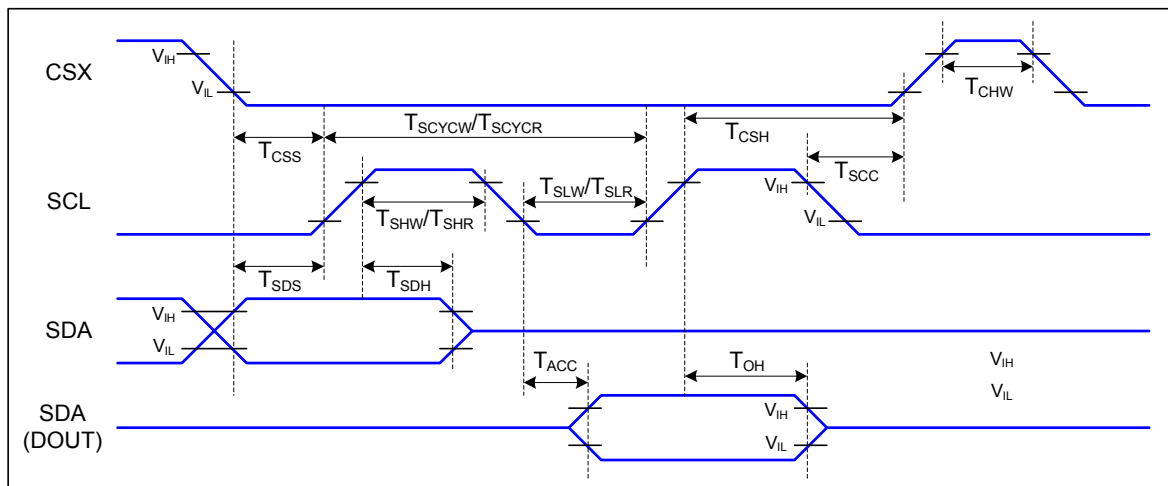 CSX
VIH
VIL
TCHW
TSCYCW/TSCYCR
TCSS
TCSH
TSCC
SCL
TSLW/TSLR
VIH
TSHW/TSHR
VIL
TSDS
TSDH
SDA
VIH
VIL
TACC
TOH
VIH
VIL
SDA
(DOUT)
VIH
VIL